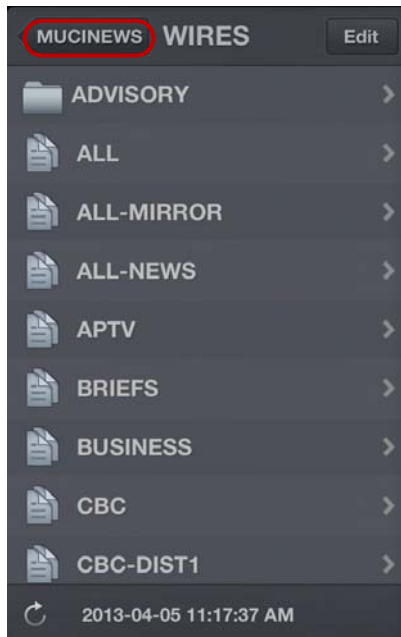 MUCINEWS WIRES Edit
ADVISORY
ALL
ALL-MIRROR
ALL-NEWS
APTV
BRIEFS
BUSINESS
CBC
CBC-DIST1
2013-04-05 11:17:37 AM